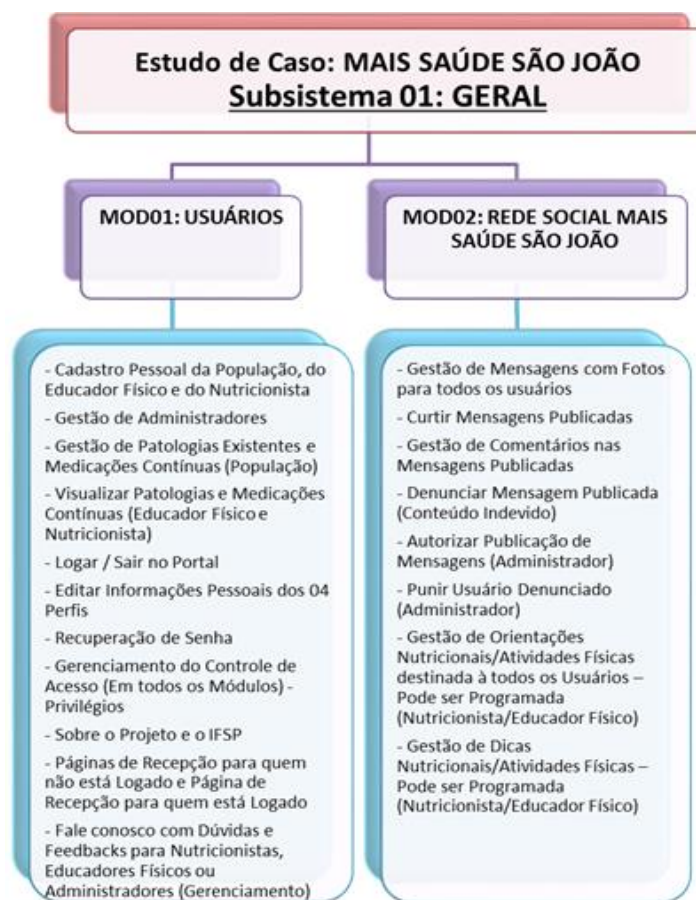 Estudo de Caso: MAIS SAÚDE SÃO JOÃO
Subsistema 01: GERAL
MOD01: USUÁRIOS
MOD02: REDE SOCIAL MAIS
SAÚDE SÃO JOÃO
- Cadastro Pessoal da População, do
Educador Físico e do Nutricionista
- Gestão de Administradores
- Gestão de Patologias Existentes e
Medicações Contínuas (População)
- Visualizar Patologias e Medicações
Contínuas (Educador Físico e
Nutricionista)
- Logar / Sair no Portal
- Editar Informações Pessoais dos 04
Perfis
- Recuperação de Senha
- Gerenciamento do Controle de
Acesso (Em todos os Módulos) -
Privilégios
- Sobre o Projeto e o IFSP
- Páginas de Recepção para quem
não está Logado e Página de
Recepção para quem está Logado
- Fale conosco com Dúvidas e
Feedbacks para Nutricionistas,
Educadores Físicos ou
Administradores (Gerenciamento)
- Gestão de Mensagens com Fotos
para todos os usuários
- Curtir Mensagens Publicadas
- Gestão de Comentários nas
Mensagens Publicadas
- Denunciar Mensagem Publicada
(Conteúdo Indevido)
- Autorizar Publicação de
Mensagens (Administrador)
- Punir Usuário Denunciado
(Administrador)
- Gestão de Orientações
Nutricionais/Atividades Físicas
destinada à todos os Usuários –
Pode ser Programada
(Nutricionista/Educador Físico)
- Gestão de Dicas
Nutricionais/Atividades Físicas –
Pode ser Programada
(Nutricionista/Educador Físico)